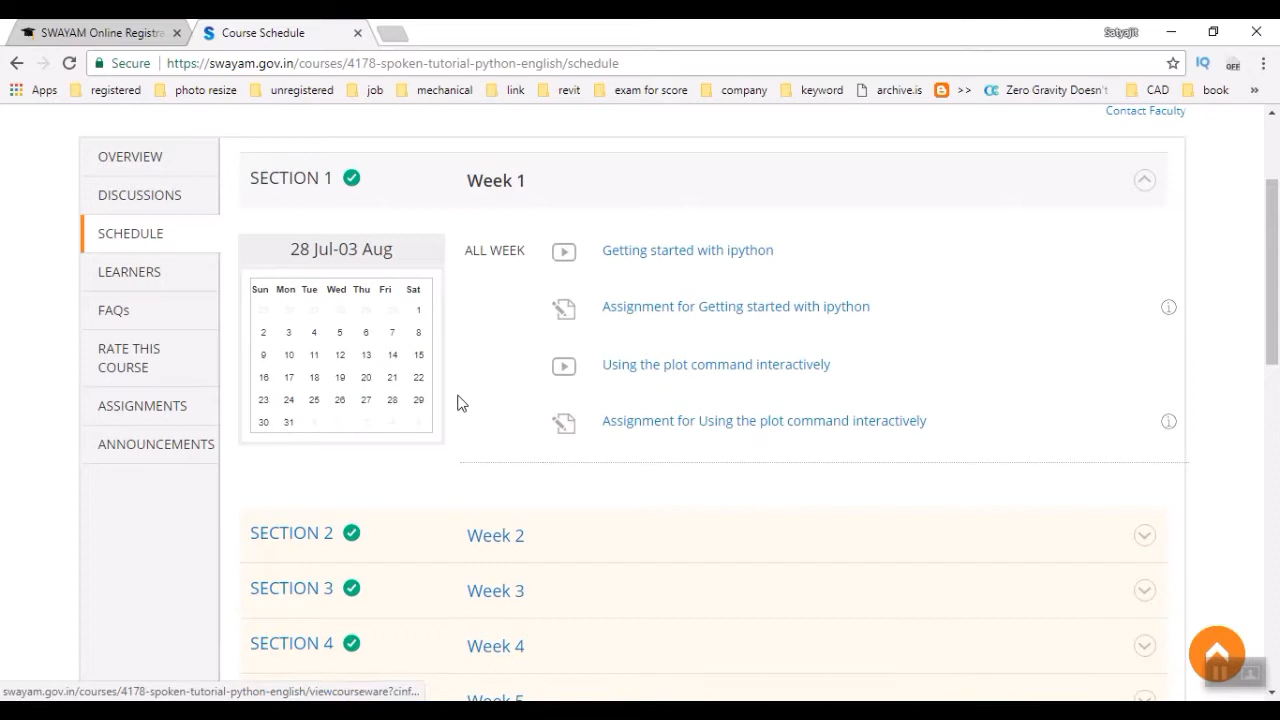 SWAYAM Online Registra
Course Schedule
Satyajit
Secure
https://swayam.gov.in/courses/4178-spoken-tutorial-python-english/schedule
IQ
OFF
Apps registered photo resize unregistered job mechanical link revit exam for score company keyword archive.is >> Zero Gravity Doesn't CAD book »
Contact Faculty
OVERVIEW
DISCUSSIONS
SCHEDULE
LEARNERS
FAQs
RATE THIS
COURSE
ASSIGNMENTS
ANNOUNCEMENTS
SECTION 1 Week 1
28 Jul-03 Aug
Sun Mon Tue Wed Thu Fri Sat
1
2 3 4 5 6 7 8
9 10 11 12 13 14 15
16 17 18 19 20 21 22
23 24 25 26 27 28 29
30 31
ALL WEEK
Getting started with ipython
Assignment for Getting started with ipython
Using the plot command interactively
Assignment for Using the plot command interactively
SECTION 2 Week 2
SECTION 3 Week 3
SECTION 4 Week 4
Week 5
swayam.gov.in/courses/4178-spoken-tutorial-python-english/viewcourseware?cinf...